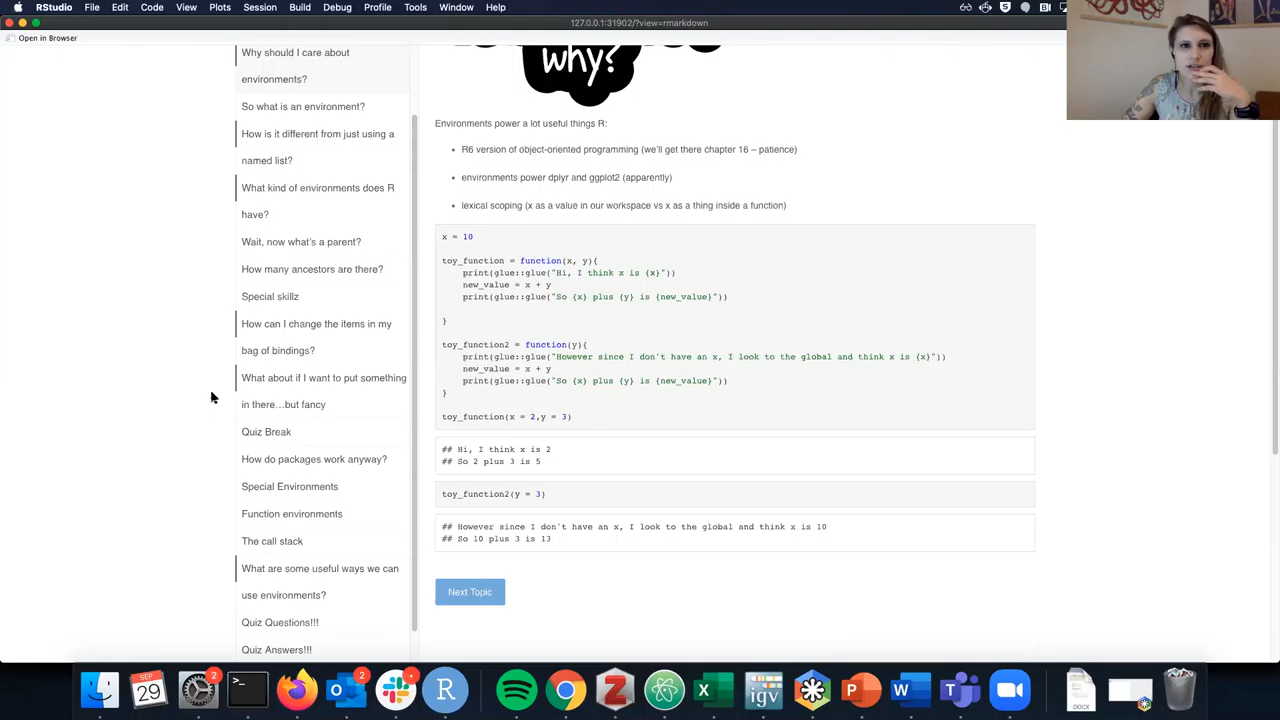 RStudio File Edit Code View Plots Session Build Debug Profile Tools Window Help
127.0.0.1:31902/?view=rmarkdown
Open in Browser
Why should I care about
environments?
So what is an environment?
How is it different from just using a
named list?
What kind of environments does R
have?
Wait, now what's a parent?
How many ancestors are there?
Special skillz
How can I change the items in my
bag of bindings?
What about if I want to put something
in there…but fancy
Quiz Break
How do packages work anyway?
Special Environments
Function environments
The call stack
What are some useful ways we can
use environments?
Quiz Questions!!!
Quiz Answers!!!
why?
Environments power a lot useful things R:
• R6 version of object-oriented programming (we'll get there chapter 16 – patience)
• environments power dplyr and ggplot2 (apparently)
• lexical scoping (x as a value in our workspace vs x as a thing inside a function)
x = 10
toy_function = function(x, y){
print(glue::glue("Hi, I think x is {x}"))
new_value = x + y
print(glue::glue("So {x} plus {y} is {new_value}"))
}
toy_function2 = function(y){
print(glue::glue("However since I don't have an x, I look to the global and think x is {x}"))
new_value = x + y
print(glue::glue("So {x} plus {y} is {new_value}"))
}
toy_function(x = 2,y = 3)
## Hi, I think x is 2
## So 2 plus 3 is 5
toy_function2(y = 3)
## However since I don't have an x, I look to the global and think x is 10
## So 10 plus 3 is 13
Next Topic
SEP
29
2
>_
2
R
X
igv
P
W
T
DOCX